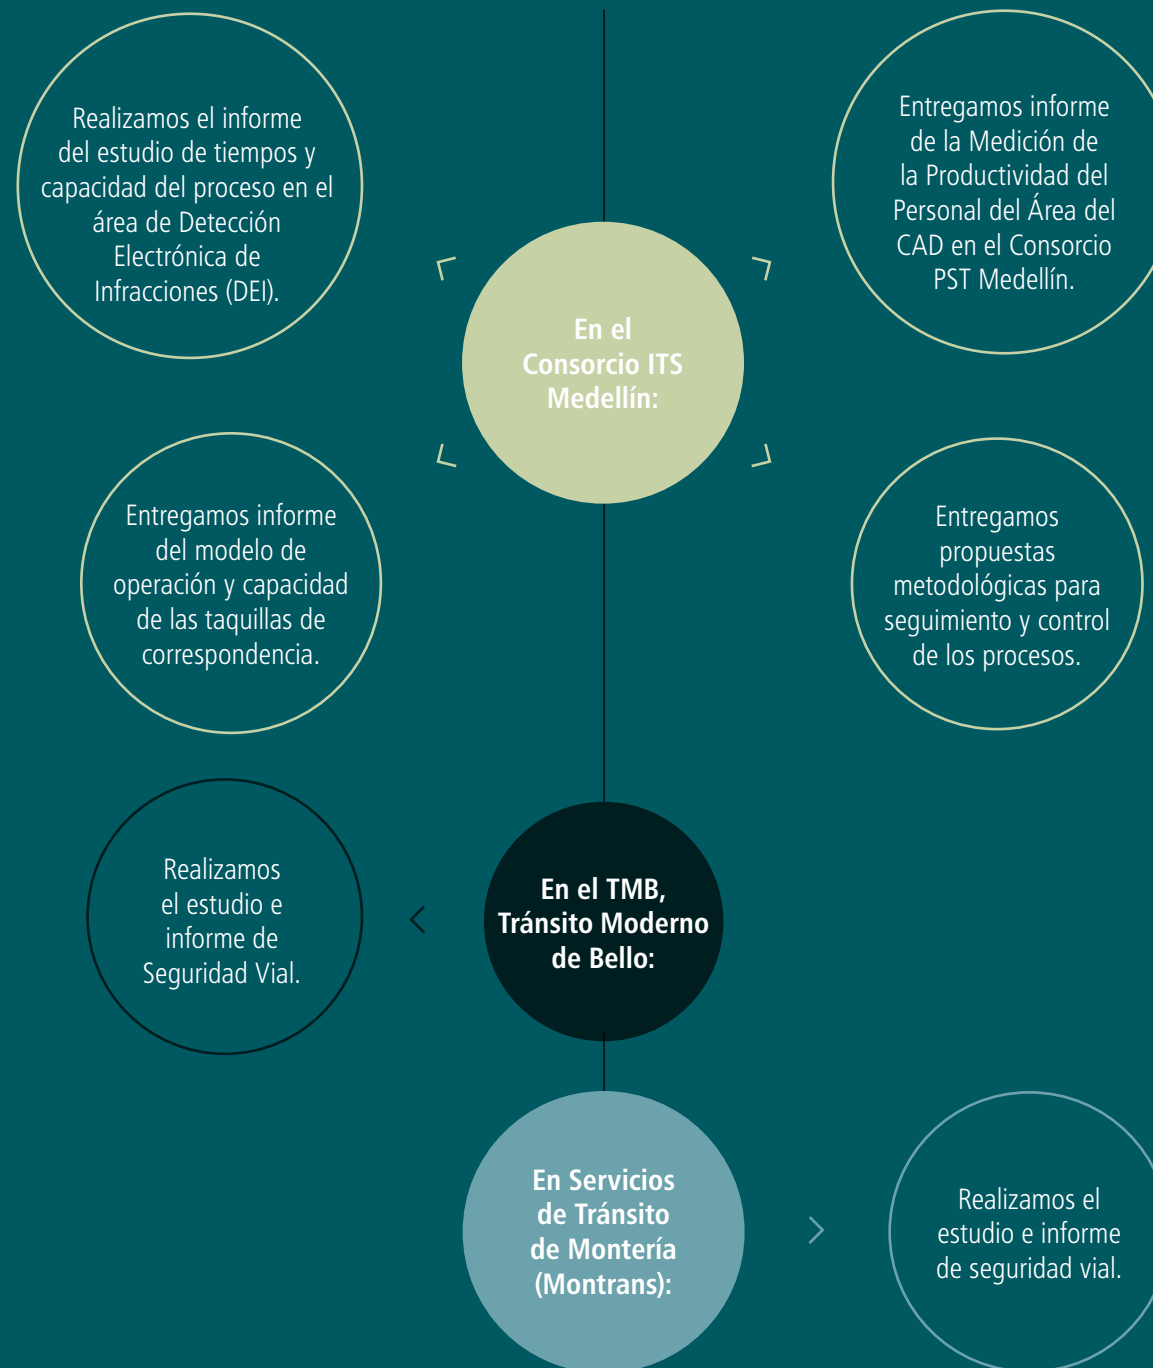 Realizamos el informe
del estudio de tiempos y
capacidad del proceso en el
área de Detección
Electrónica de
Infracciones (DEI).
Entregamos informe
de la Medición de
la Productividad del
Personal del Área del
CAD en el Consorcio
PST Medellín.
En el
Consorcio ITS
Medellín:
Entregamos informe
del modelo de
operación y capacidad
de las taquillas de
correspondencia.
Entregamos
propuestas
metodológicas para
seguimiento y control
de los procesos.
Realizamos
el estudio e
informe de
Seguridad Vial.
En el TMB,
Tránsito Moderno
de Bello:
En Servicios
de Tránsito
de Montería
(Montrans):
Realizamos el
estudio e informe
de seguridad vial.